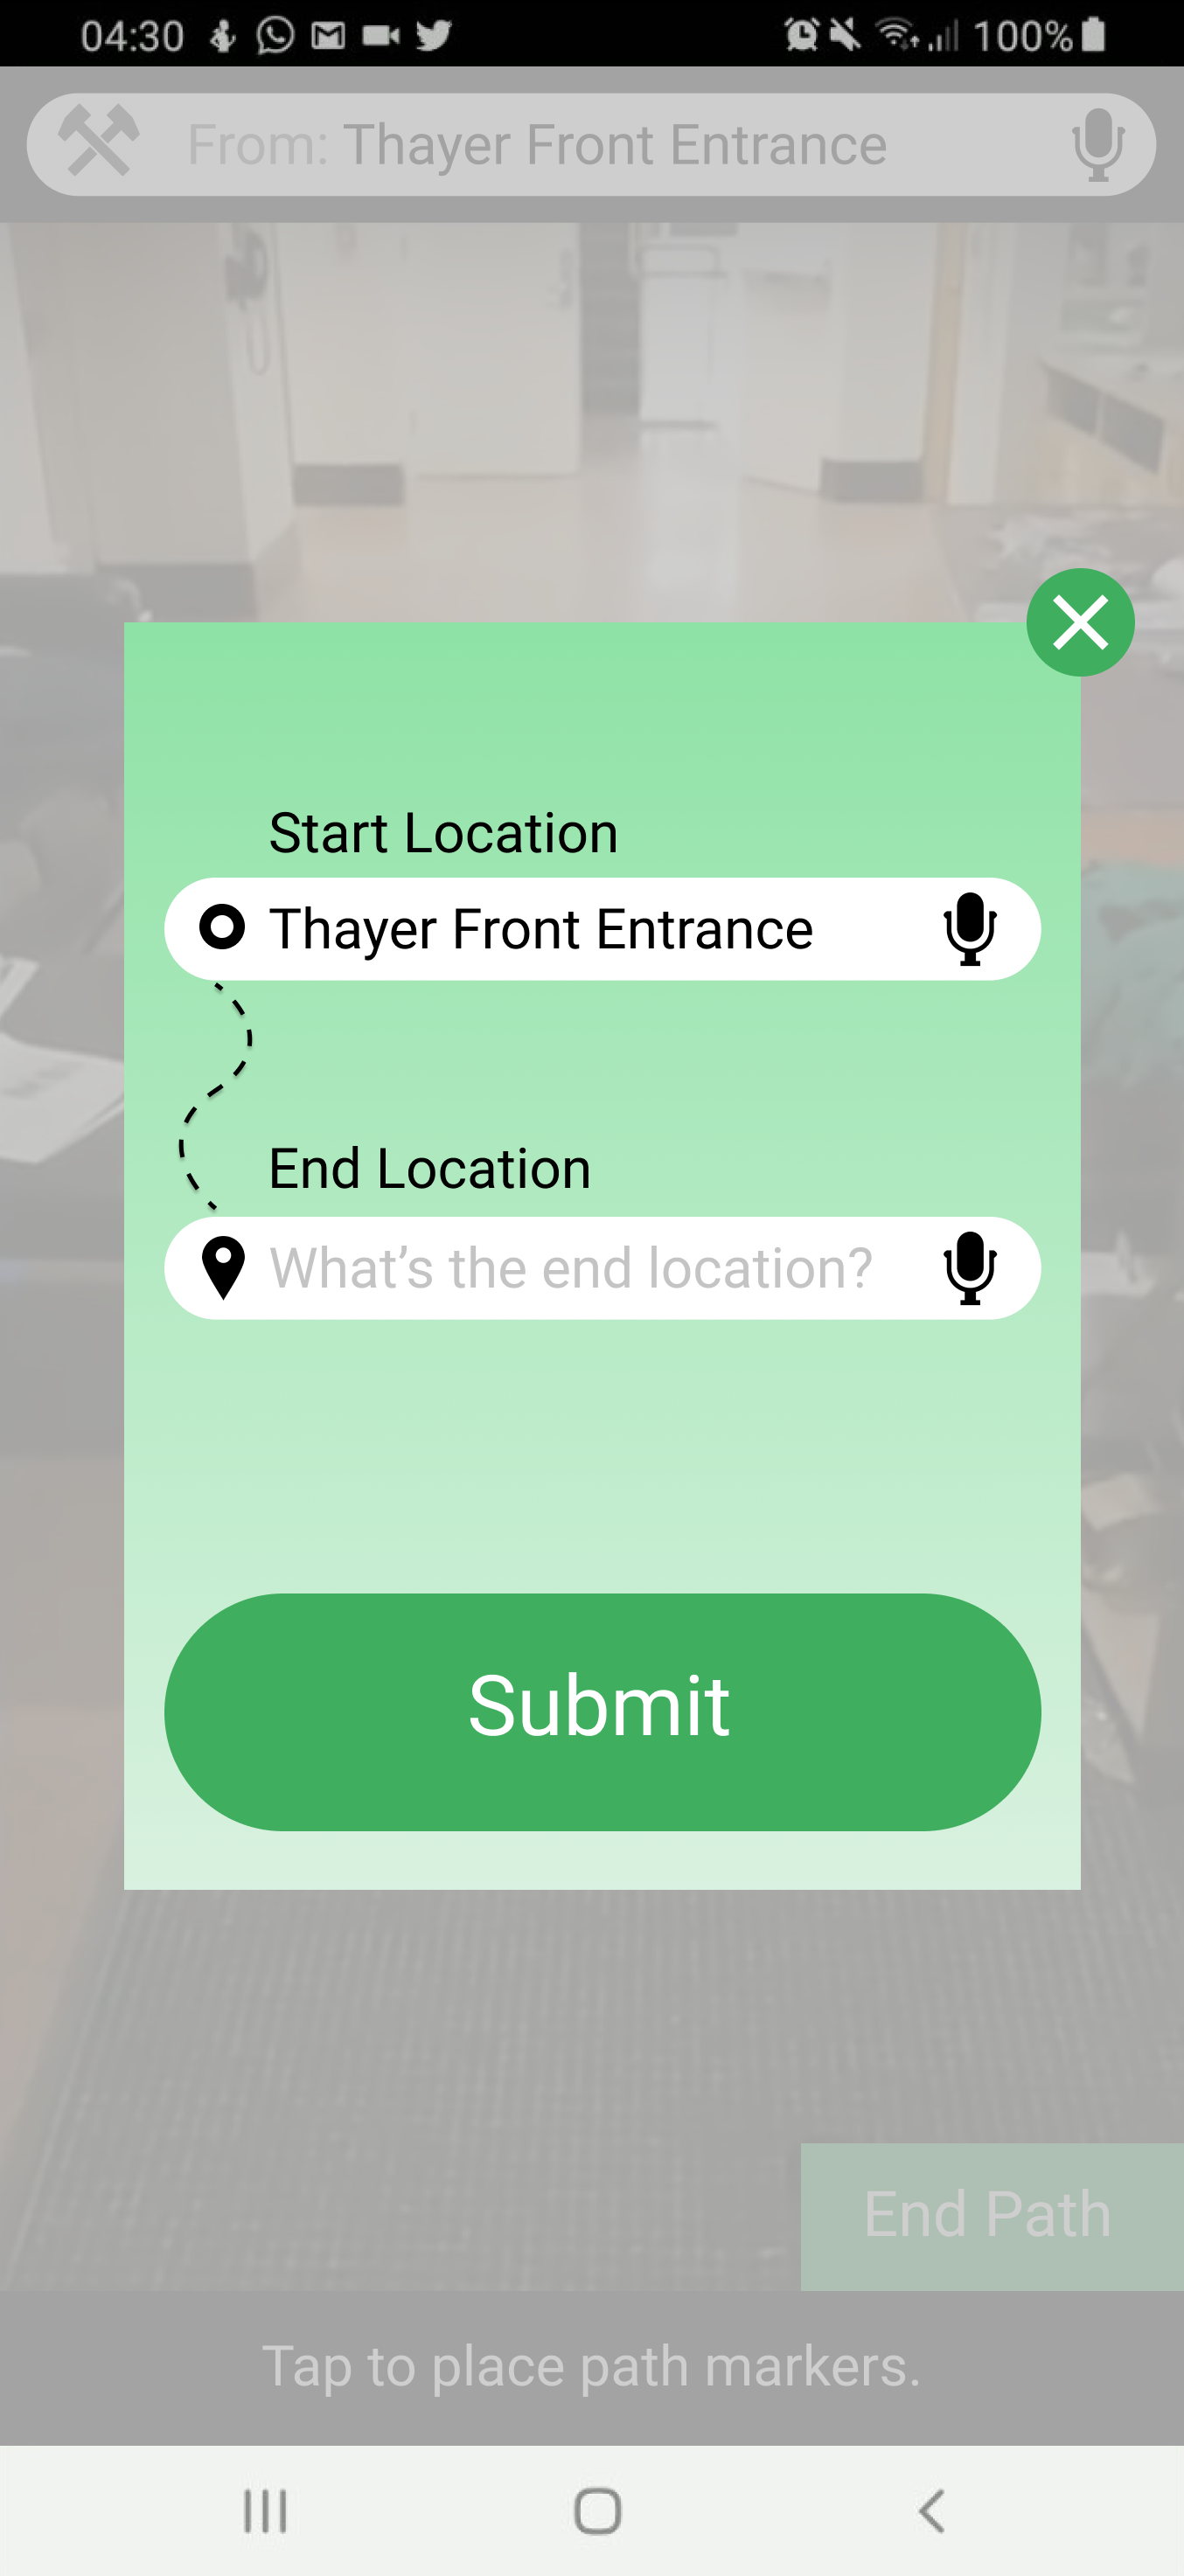 04:30
100%
From: Thayer Front Entrance
Start Location
Thayer Front Entrance
End Location
What’s the end location?
Submit
End Path
Tap to place path markers.